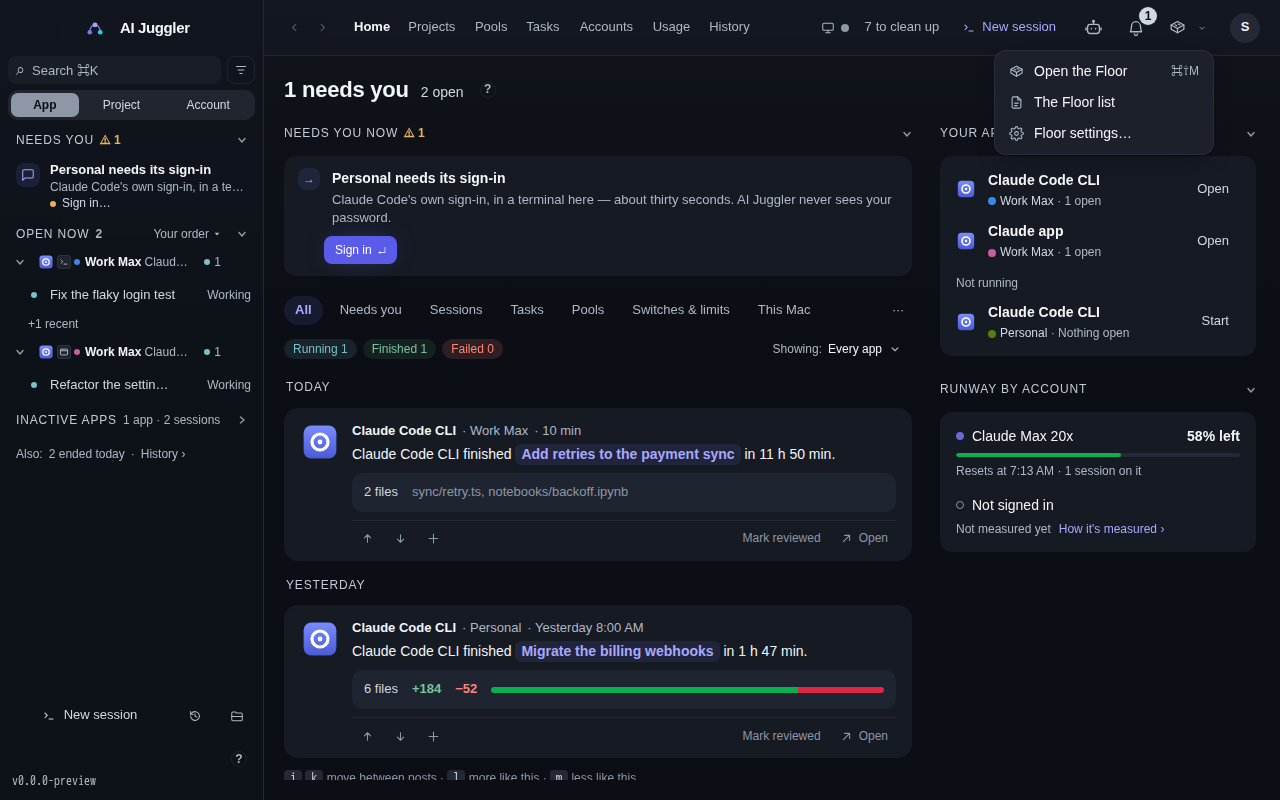 AI Juggler
Search ⌘K
App
Project
Account
NEEDS YOU
1
Personal needs its sign-in
Claude Code's own sign-in, in a te…
Sign in…
OPEN NOW 2
Your order
Work Max Claud…
1
Fix the flaky login test
Working
+1 recent
Work Max Claud…
1
Refactor the settin…
Working
INACTIVE APPS 1 app · 2 sessions
Also: 2 ended today · History ›
New session
?
v0.0.0-preview
Home
Projects
Pools
Tasks
Accounts
Usage
History
7 to clean up
New session
1
S
Open the Floor
⌘⇧M
The Floor list
Floor settings…
1 needs you
2 open
?
NEEDS YOU NOW
1
Personal needs its sign-in
Claude Code's own sign-in, in a terminal here — about thirty seconds. AI Juggler never sees your
password.
Sign in
All
Needs you
Sessions
Tasks
Pools
Switches & limits
This Mac
···
Running 1
Finished 1
Failed 0
Showing: Every app
TODAY
Claude Code CLI · Work Max · 10 min
Claude Code CLI finished Add retries to the payment sync in 11 h 50 min.
2 files sync/retry.ts, notebooks/backoff.ipynb
Mark reviewed
Open
YESTERDAY
Claude Code CLI · Personal · Yesterday 8:00 AM
Claude Code CLI finished Migrate the billing webhooks in 1 h 47 min.
6 files +184 −52
Mark reviewed
Open
j k move between posts · l more like this · m less like this
YOUR AP
Claude Code CLI
Work Max · 1 open
Open
Claude app
Work Max · 1 open
Open
Not running
Claude Code CLI
Personal · Nothing open
Start
RUNWAY BY ACCOUNT
Claude Max 20x
58% left
Resets at 7:13 AM · 1 session on it
Not signed in
Not measured yet How it's measured ›